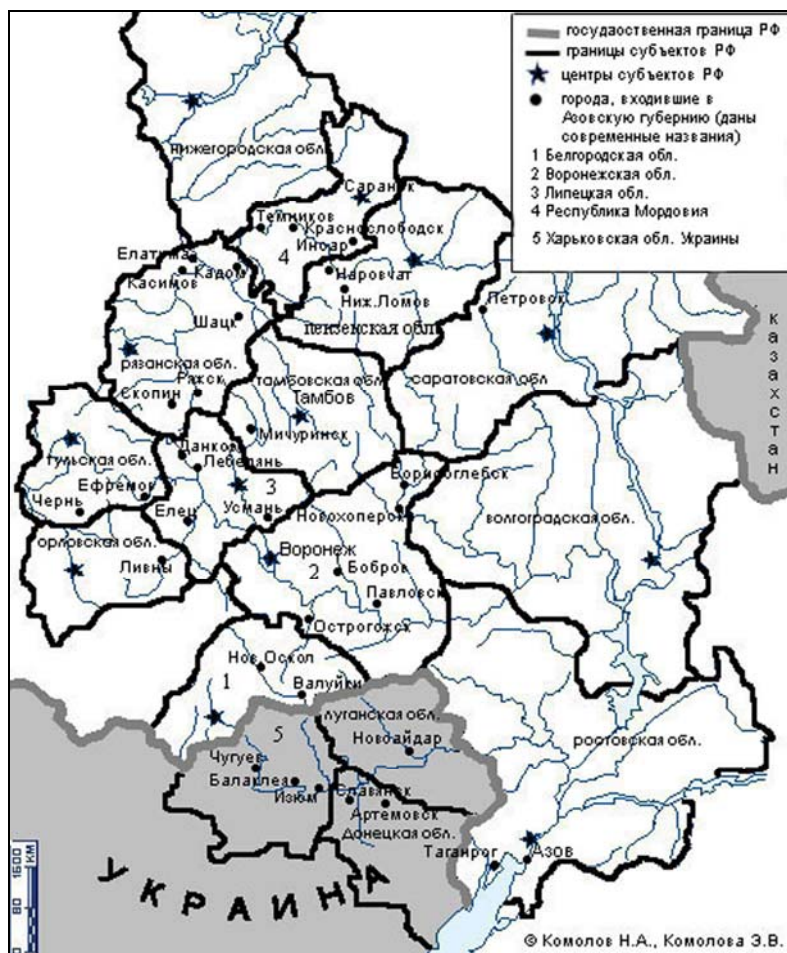 государственная граница РФ
границы субъектов РФ
центры субъектов РФ
города, входившие в
Азовскую губернию (даны
современные названия)
1 Белгородская обл.
2 Воронежская обл.
3 Липецкая обл.
4 Республика Мордовия
5 Харьковская обл. Украины
Нижегородская обл.
Саранск
Темников
Краснослободск
Инсар
4
Елатьма
Кадом
Касимов
Наровчат
Ниж.Ломов
Петровск
Шацк
пензенская обл.
казахстан
рязанская обл.
Ряжск
Скопин
тамбовская обл.
Тамбов
саратовская обл
Мичуринск
тульская обл.
Данков
Лебедянь
Борисоглебск
Ефремов
3
Чернь
Елец
Усмань
Новохоперск
волгоградская обл.
орловская обл.
Ливны
Воронеж
2
Бобров
Павловск
Острогожск
Нов.Оскол
1
Валуйки
луганская обл.
5
Новоайдар
ростовская обл.
Чугуев
Балаклея
Изюм
Славянск
Артемовск
Донецкая обл.
Таганрог
Азов
УКРАИНА
КМ
1600
80
0
© Комолов Н.А., Комолова З.В.